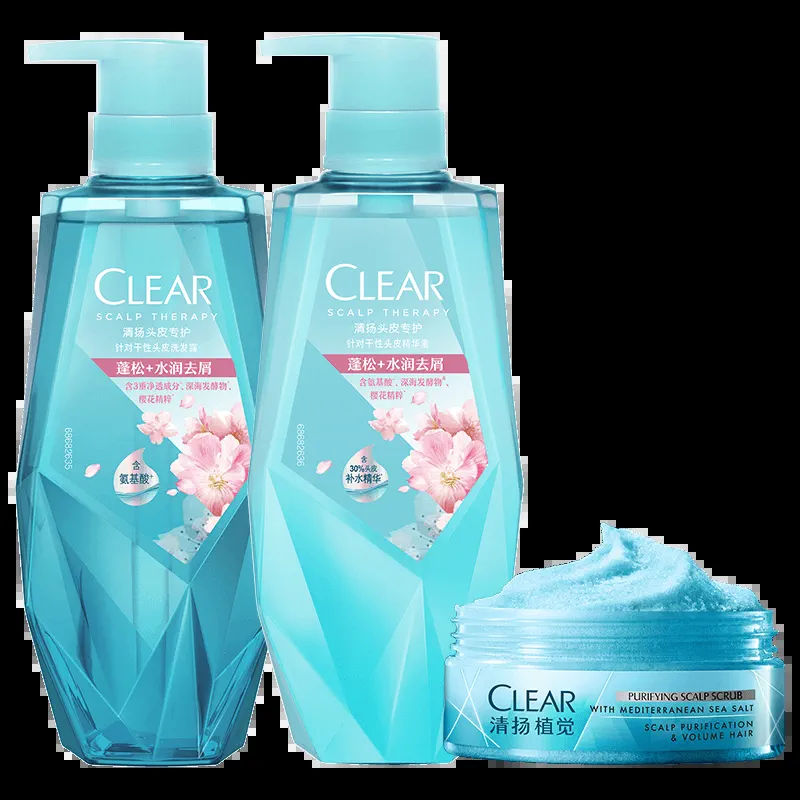 CLEAR
SCALP THERAPY
清扬头皮专护
针对干性头皮洗发露
蓬松+水润去屑
含3重净透成分、深海发酵物、
樱花精粹
含
氨基酸+
68682635
CLEAR
SCALP THERAPY
清扬头皮专护
针对干性头皮精华素
蓬松+水润去屑
含氨基酸、深海发酵物、
樱花精粹
含
30%头皮
补水精华
68682636
CLEAR
清扬植觉
PURIFYING SCALP SCRUB
WITH MEDITERRANEAN SEA SALT
SCALP PURIFICATION
& VOLUME HAIR